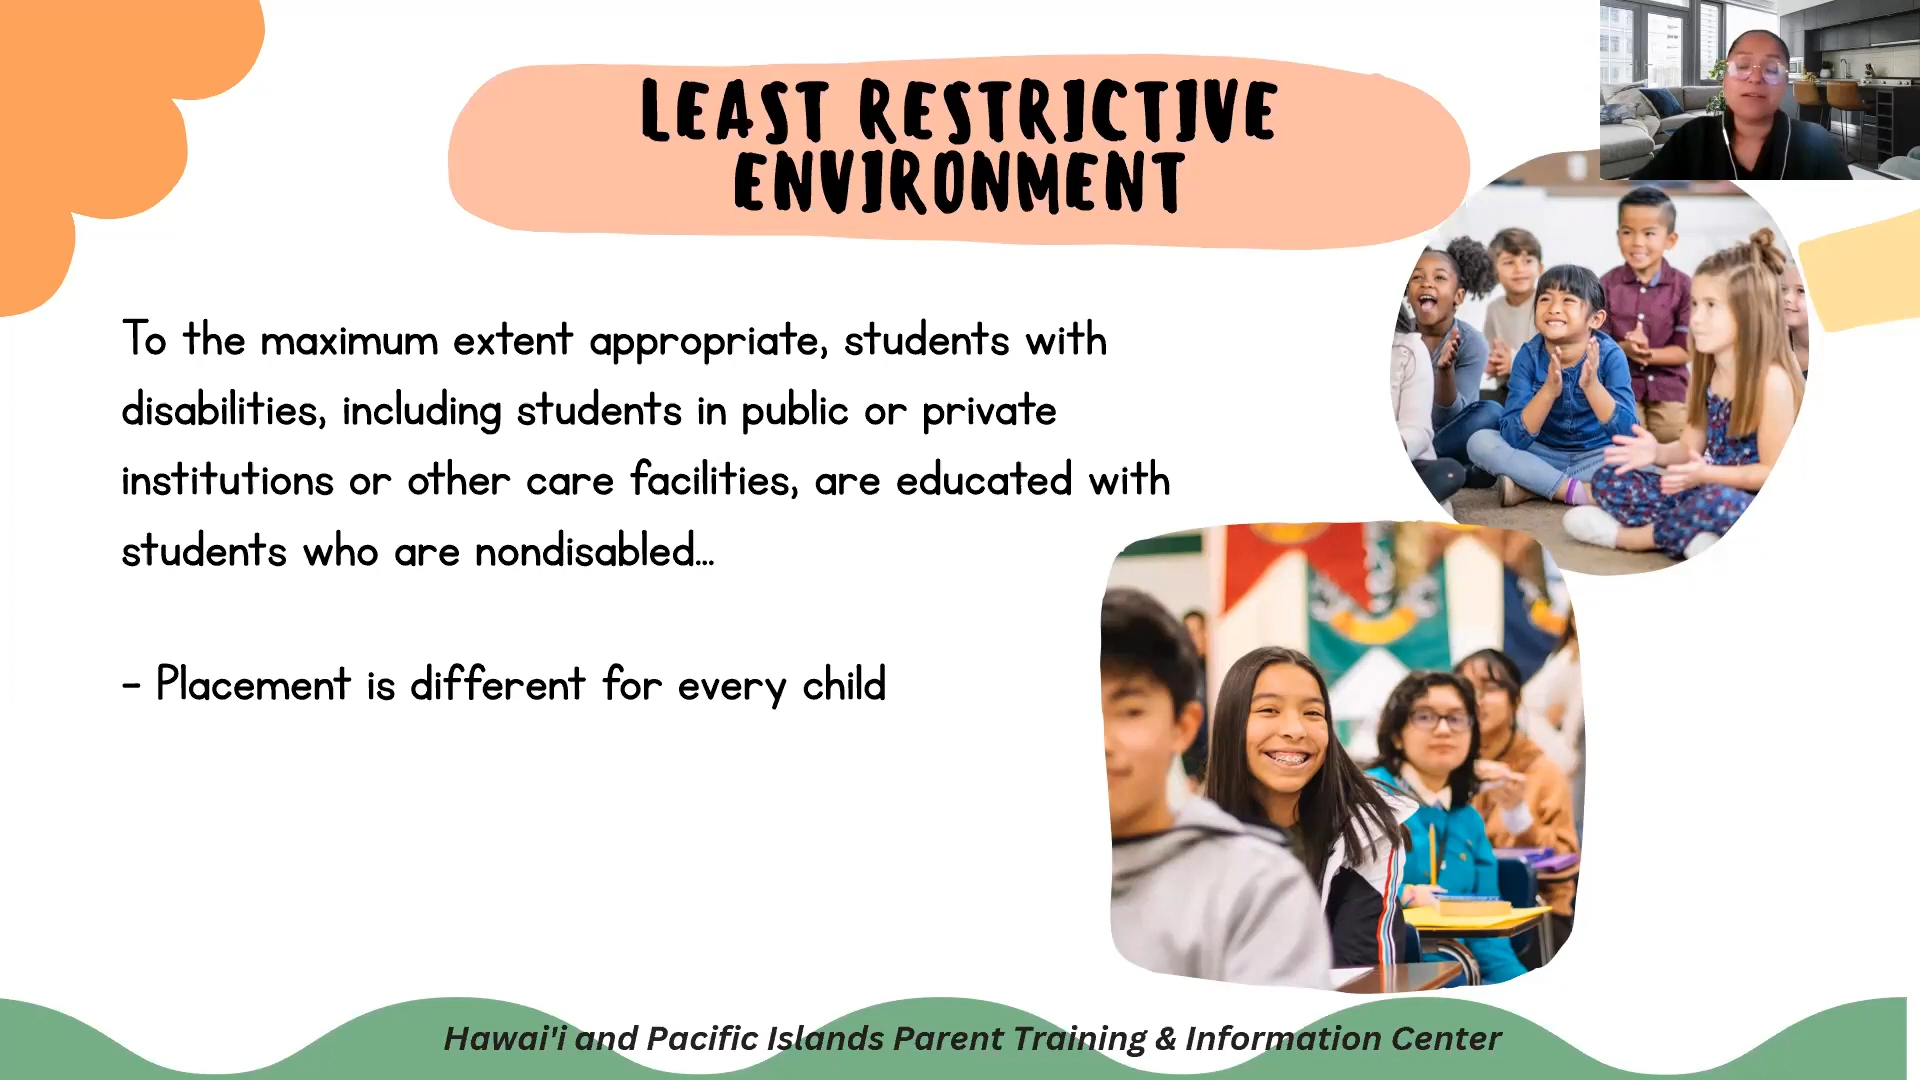 LEAST RESTRICTIVE
ENVIRONMENT
To the maximum extent appropriate, students with
disabilities, including students in public or private
institutions or other care facilities, are educated with
students who are nondisabled...
- Placement is different for every child
Hawai'i and Pacific Islands Parent Training & Information Center